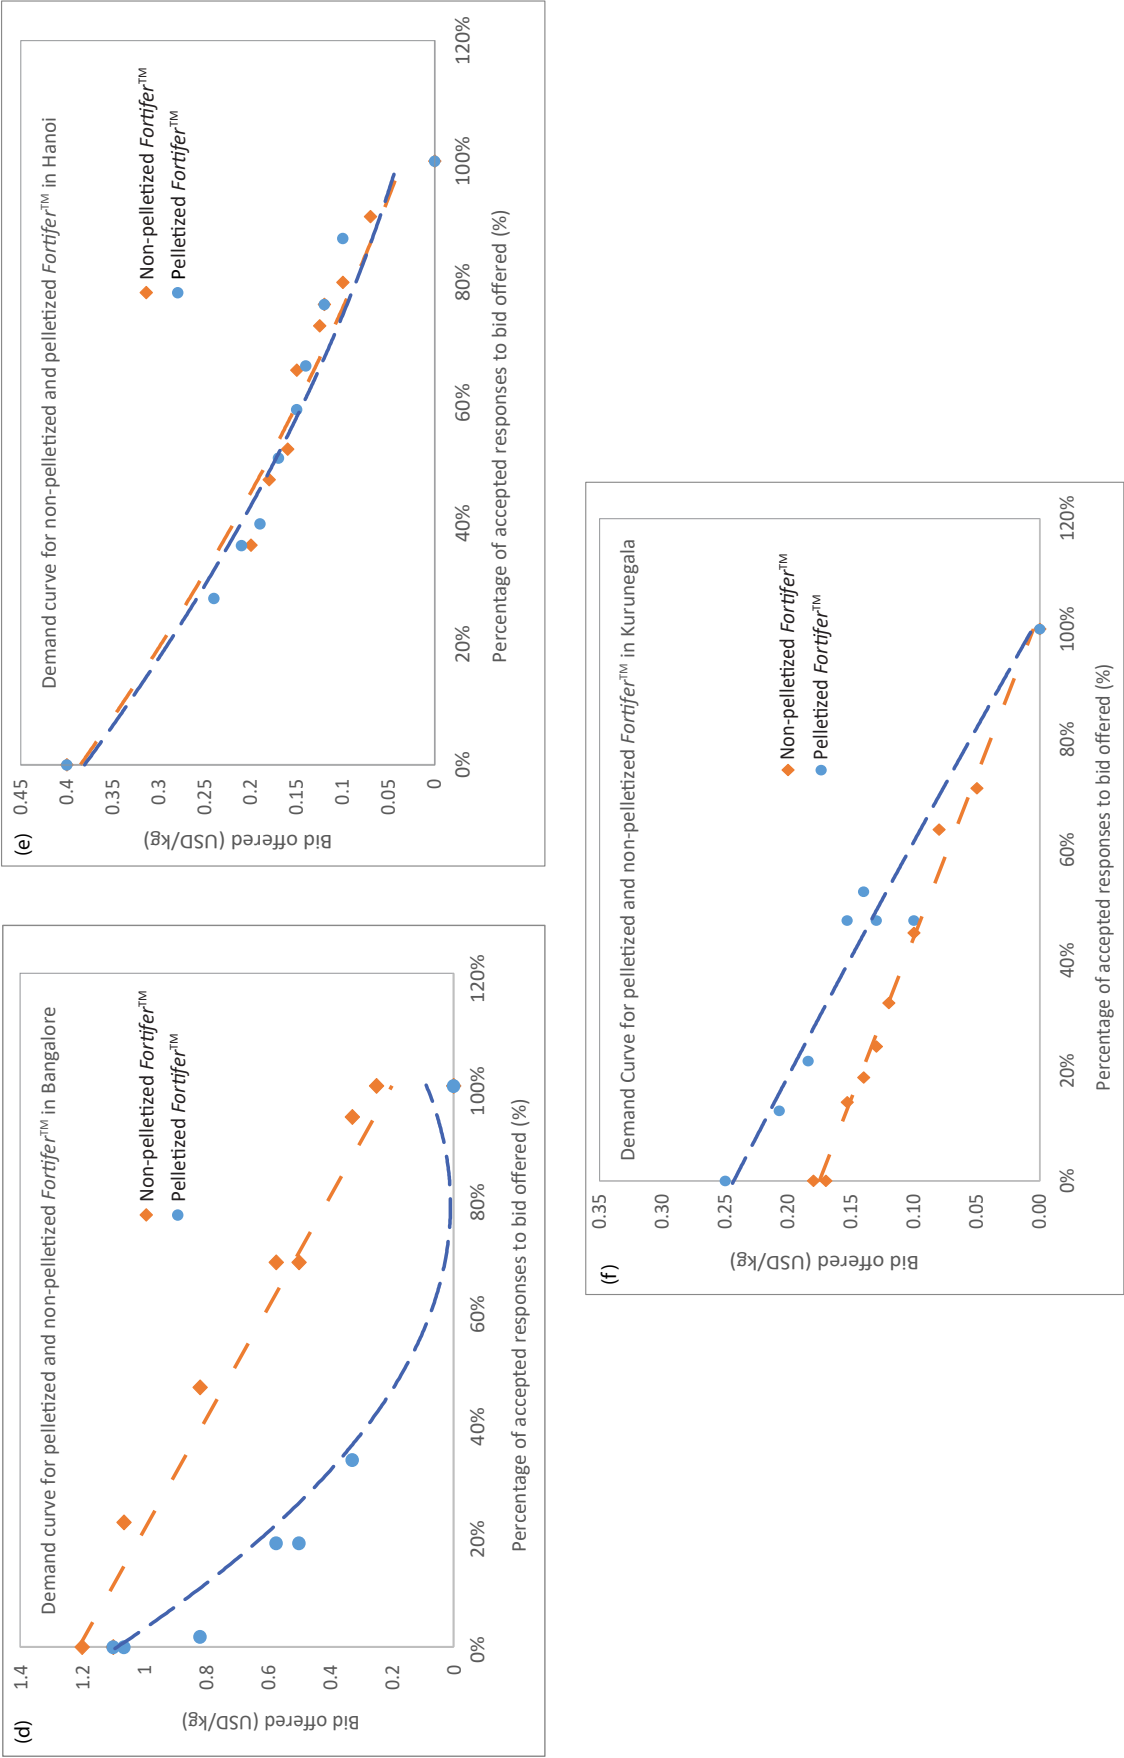 (d)
Demand curve for pelletized and non-pelletized Fortifer™ in Bangalore
Bid offered (USD/kg)
1.4
1.2
1
0.8
0.6
0.4
0.2
0
Non-pelletized Fortifer™
Pelletized Fortifer™
0%
20%
40%
60%
80%
100%
120%
Percentage of accepted responses to bid offered (%)
(e)
Demand curve for non-pelletized and pelletized Fortifer™ in Hanoi
Bid offered (USD/kg)
0.45
0.4
0.35
0.3
0.25
0.2
0.15
0.1
0.05
0
Non-pelletized Fortifer™
Pelletized Fortifer™
0%
20%
40%
60%
80%
100%
120%
Percentage of accepted responses to bid offered (%)
(f)
Demand Curve for pelletized and non-pelletized Fortifer™ in Kurunegala
Bid offered (USD/kg)
0.35
0.30
0.25
0.20
0.15
0.10
0.05
0.00
Non-pelletized Fortifer™
Pelletized Fortifer™
0%
20%
40%
60%
80%
100%
120%
Percentage of accepted responses to bid offered (%)